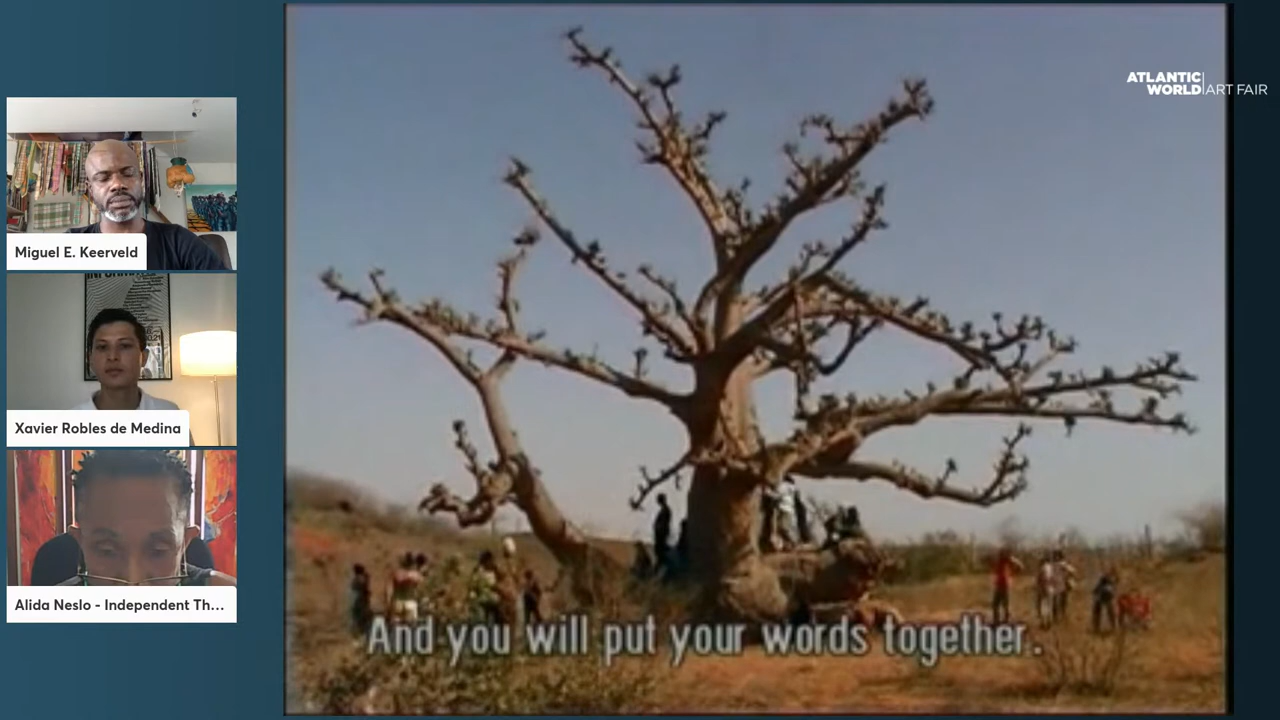 ATLANTIC
WORLD ART FAIR
Miguel E. Keerveld
Xavier Robles de Medina
Alida Neslo - Independent Th...
And you will put your words together.